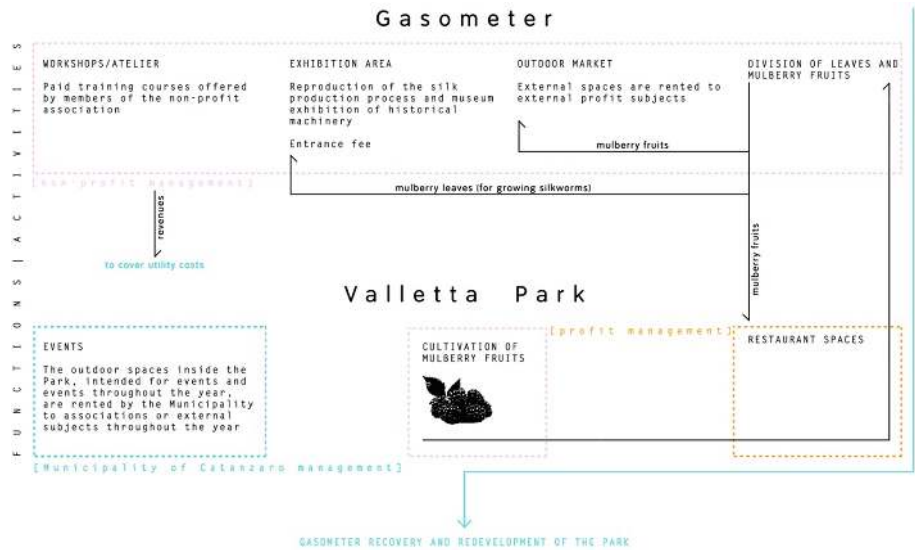 Gasometer
FUNCTIONS | ACTIVITIES
WORKSHOPS/ATELIER
Paid training courses offered
by members of the non-profit
association
EXHIBITION AREA
Reproduction of the silk
production process and museum
exhibition of historical
machinery
Entrance fee
OUTDOOR MARKET
External spaces are rented to
external profit subjects
DIVISION OF LEAVES AND
MULBERRY FRUITS
mulberry fruits
[non-profit management]
mulberry leaves (for growing silkworms)
revenues
to cover utility costs
mulberry fruits
Valletta Park
[profit management]
EVENTS
The outdoor spaces inside the
Park, intended for events and
events throughout the year,
are rented by the Municipality
to associations or external
subjects throughout the year
CULTIVATION OF
MULBERRY FRUITS
RESTAURANT SPACES
[Municipality of Catanzaro management]
GASOMETER RECOVERY AND REDEVELOPMENT OF THE PARK